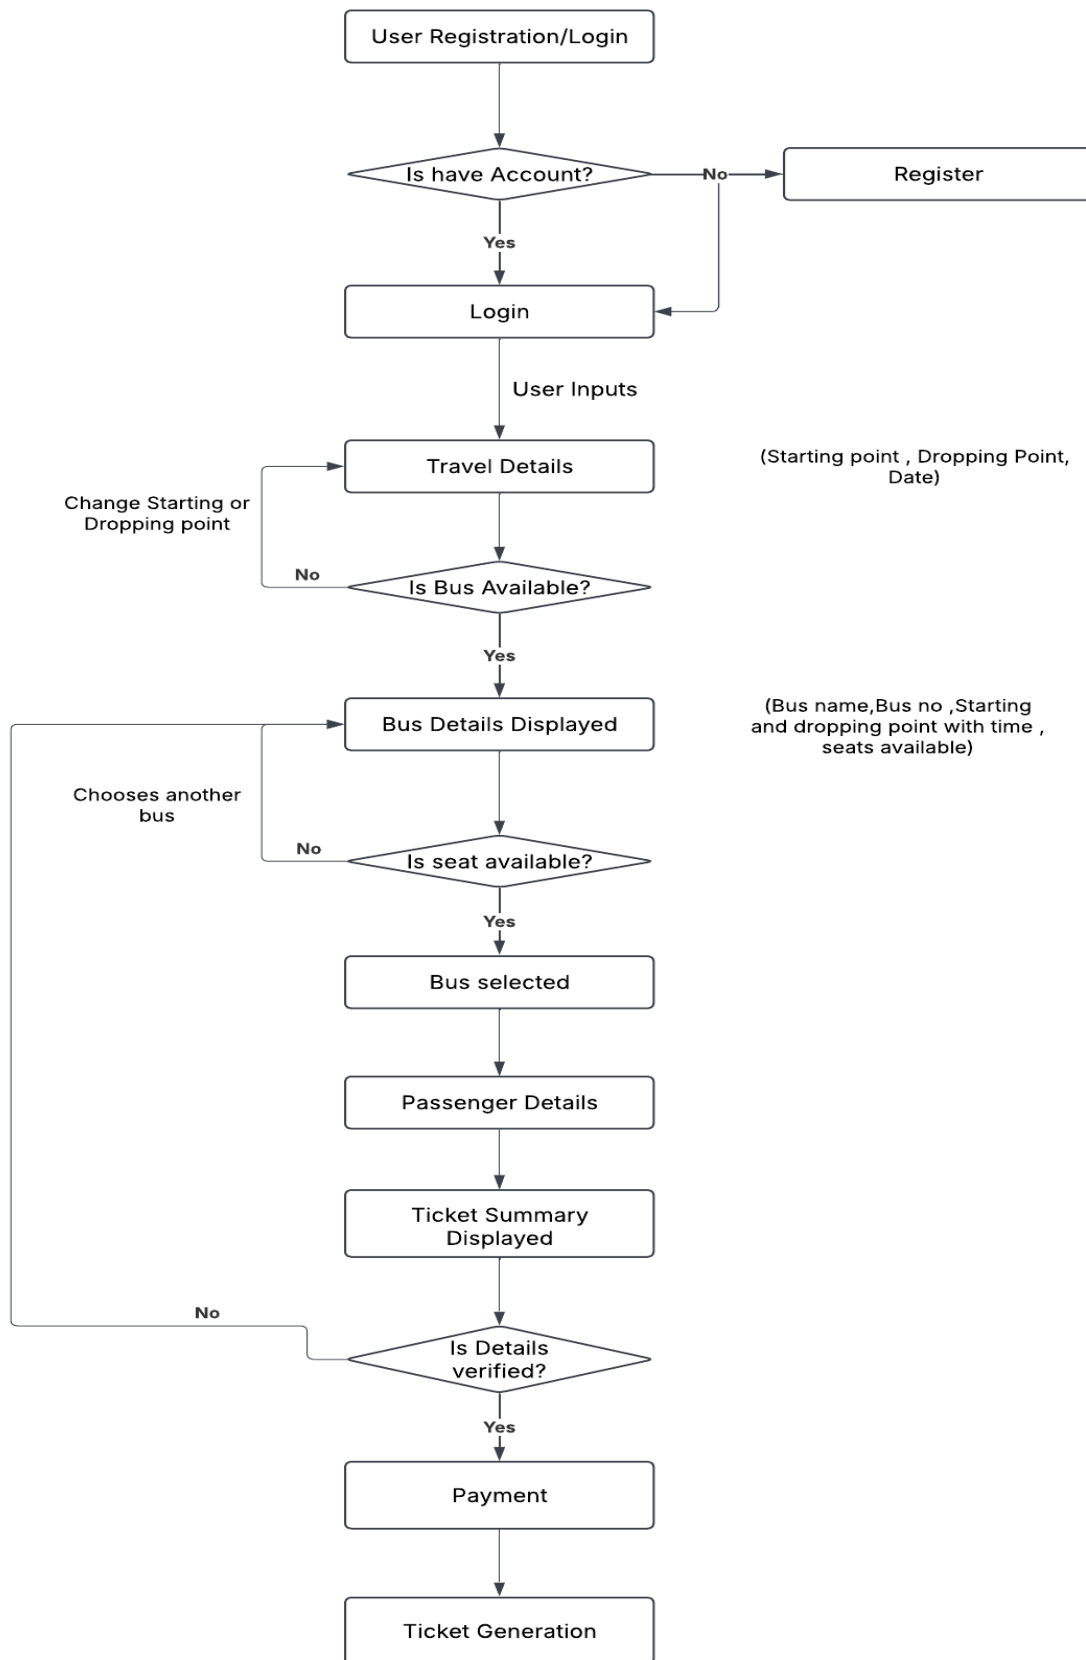 User Registration/Login
Is have Account?
No
Register
Yes
Login
User Inputs
Travel Details
(Starting point , Dropping Point,
Date)
Change Starting or
Dropping point
No
Is Bus Available?
Yes
Bus Details Displayed
(Bus name,Bus no ,Starting
and dropping point with time ,
seats available)
Chooses another
bus
No
Is seat available?
Yes
Bus selected
Passenger Details
Ticket Summary
Displayed
No
Is Details
verified?
Yes
Payment
Ticket Generation